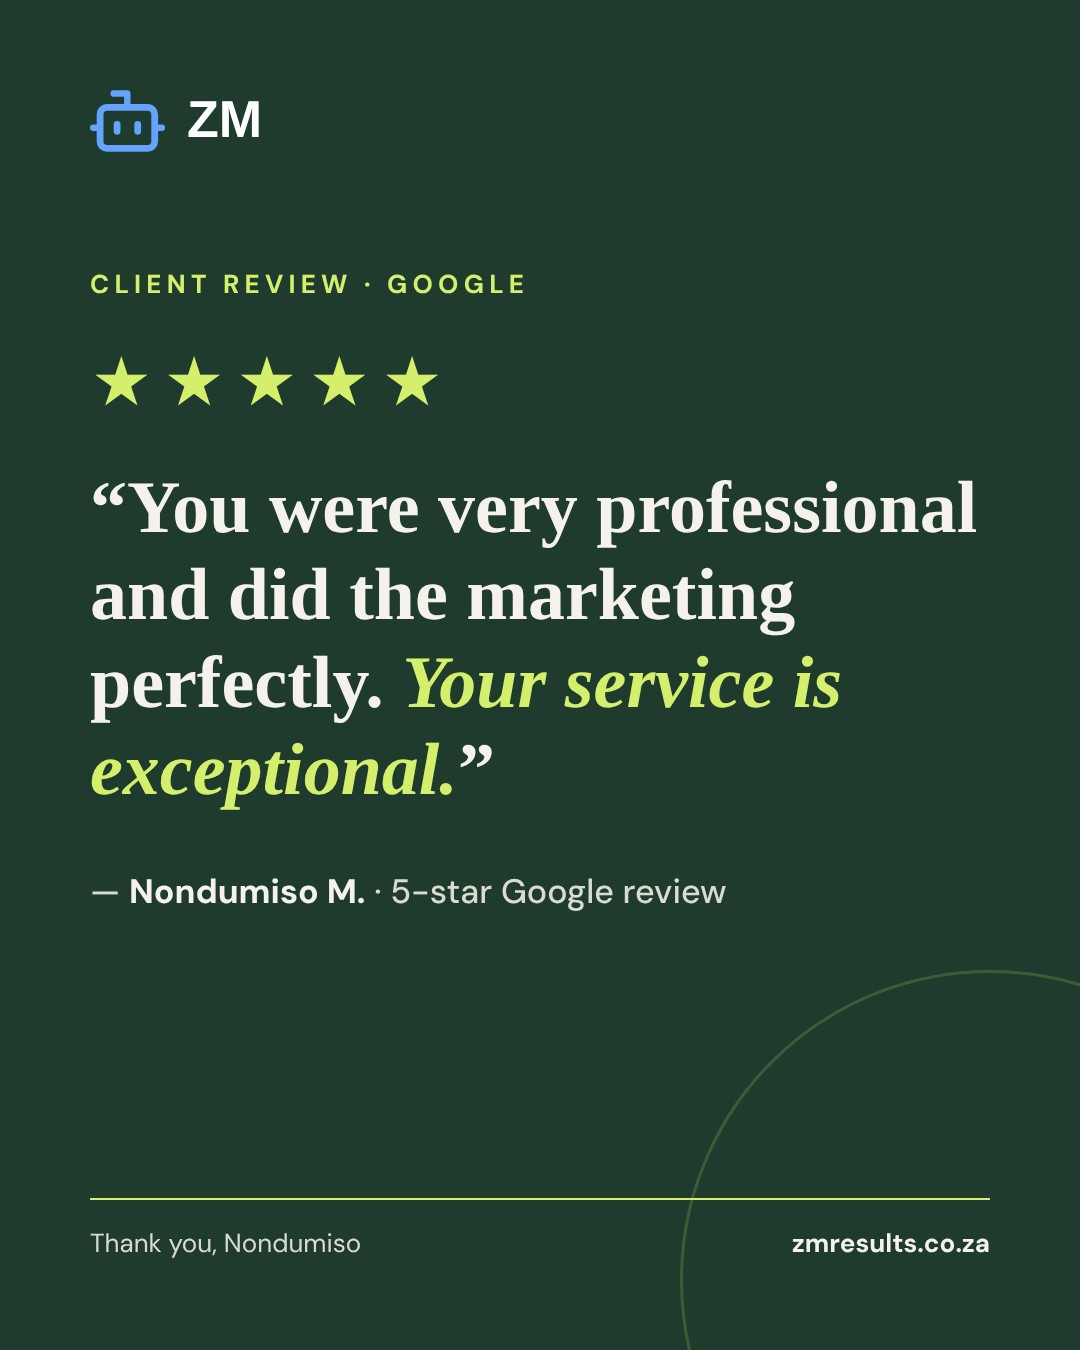 ZM
CLIENT REVIEW · GOOGLE
★★★★★
“You were very professional
and did the marketing
perfectly. Your service is
exceptional.”
— Nondumiso M. · 5-star Google review
Thank you, Nondumiso
zmresults.co.za